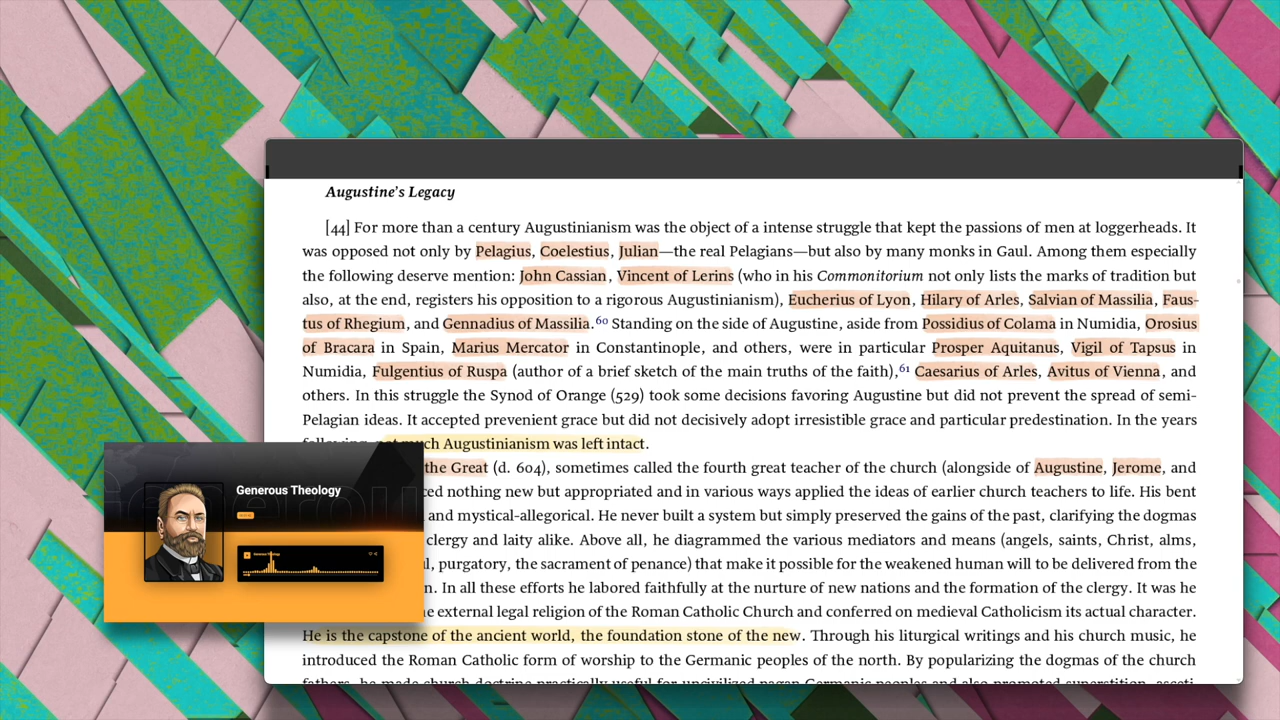 Augustine's Legacy
[44] For more than a century Augustinianism was the object of a intense struggle that kept the passions of men at loggerheads. It
was opposed not only by Pelagius, Coelestius, Julian—the real Pelagians—but also by many monks in Gaul. Among them especially
the following deserve mention: John Cassian, Vincent of Lerins (who in his Commonitorium not only lists the marks of tradition but
also, at the end, registers his opposition to a rigorous Augustinianism), Eucherius of Lyon, Hilary of Arles, Salvian of Massilia, Faus-
tus of Rhegium, and Gennadius of Massilia.60 Standing on the side of Augustine, aside from Possidius of Colama in Numidia, Orosius
of Bracara in Spain, Marius Mercator in Constantinople, and others, were in particular Prosper Aquitanus, Vigil of Tapsus in
Numidia, Fulgentius of Ruspa (author of a brief sketch of the main truths of the faith),61 Caesarius of Arles, Avitus of Vienna, and
others. In this struggle the Synod of Orange (529) took some decisions favoring Augustine but did not prevent the spread of semi-
Pelagian ideas. It accepted prevenient grace but did not decisively adopt irresistible grace and particular predestination. In the years
much Augustinianism was left intact.
the Great (d. 604), sometimes called the fourth great teacher of the church (alongside of Augustine, Jerome, and
nothing new but appropriated and in various ways applied the ideas of earlier church teachers to life. His bent
and mystical-allegorical. He never built a system but simply preserved the gains of the past, clarifying the dogmas
clergy and laity alike. Above all, he diagrammed the various mediators and means (angels, saints, Christ, alms,
purgatory, the sacrament of penance) that make it possible for the weakened human will to be delivered from the
In all these efforts he labored faithfully at the nurture of new nations and the formation of the clergy. It was he
external legal religion of the Roman Catholic Church and conferred on medieval Catholicism its actual character.
He is the capstone of the ancient world, the foundation stone of the new. Through his liturgical writings and his church music, he
introduced the Roman Catholic form of worship to the Germanic peoples of the north. By popularizing the dogmas of the church
fathers, he made church doctrine practically useful for uncivilized pagan Germanic peoples and also promoted superstition, asceti-
Generous Theology
Generous Theology